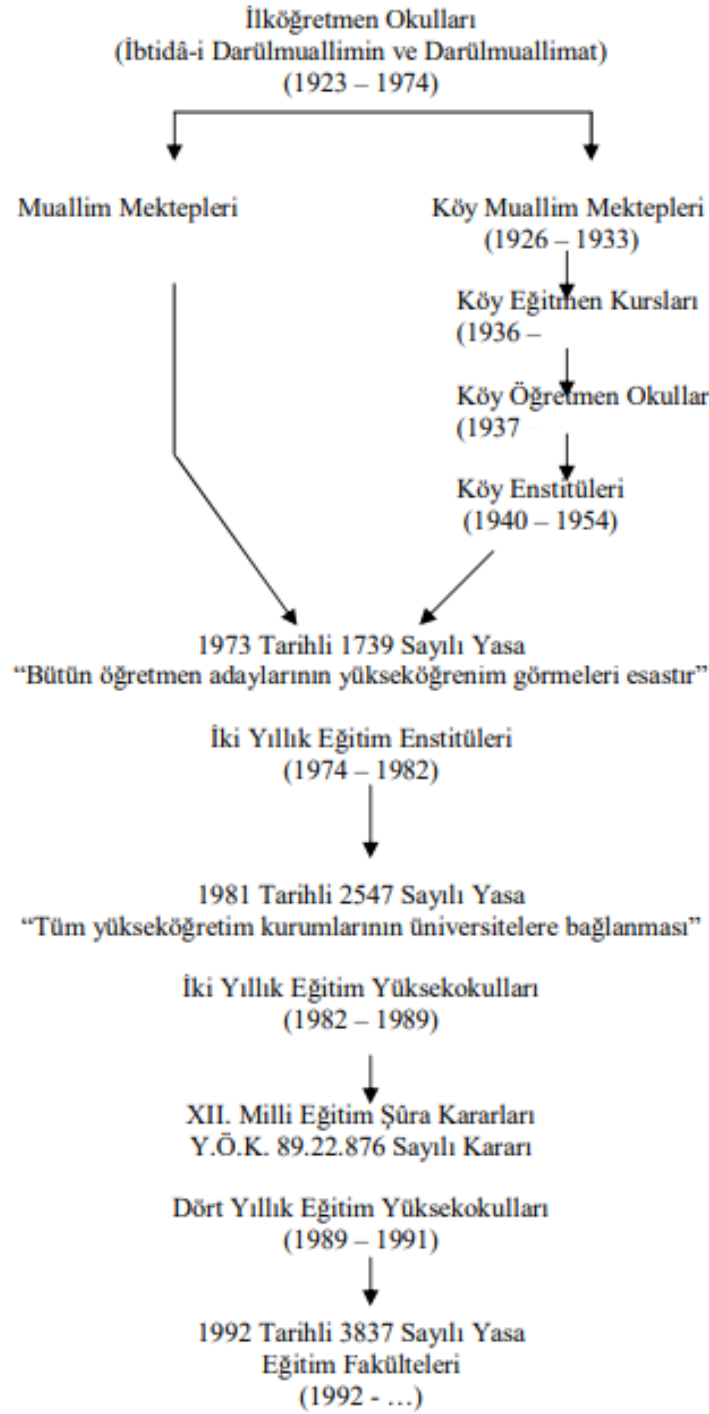 İlköğretmen Okulları
(İbtidâ-i Darülmuallimin ve Darülmuallimat)
(1923 – 1974)
Muallim Mektepleri
Köy Muallim Mektepleri
(1926 – 1933)
Köy Eğitmen Kursları
(1936 –
Köy Öğretmen Okullar
(1937
Köy Enstitüleri
(1940 – 1954)
1973 Tarihli 1739 Sayılı Yasa
“Bütün öğretmen adaylarının yükseköğrenim görmeleri esastır”
İki Yıllık Eğitim Enstitüleri
(1974 – 1982)
1981 Tarihli 2547 Sayılı Yasa
“Tüm yükseköğretim kurumlarının üniversitelere bağlanması”
İki Yıllık Eğitim Yüksekokulları
(1982 – 1989)
XII. Milli Eğitim Şûra Kararları
Y.Ö.K. 89.22.876 Sayılı Kararı
Dört Yıllık Eğitim Yüksekokulları
(1989 – 1991)
1992 Tarihli 3837 Sayılı Yasa
Eğitim Fakülteleri
(1992 - …)